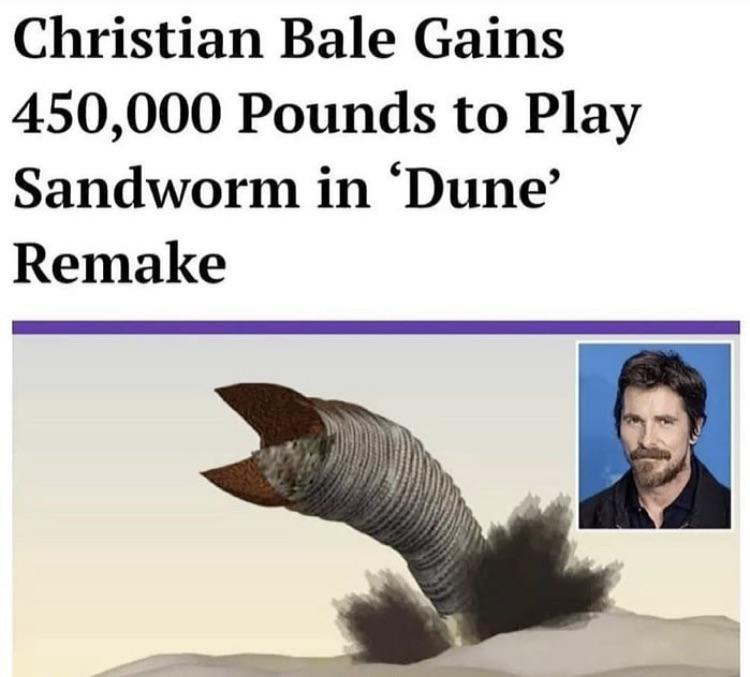 Christian Bale Gains
450,000 Pounds to Play
Sandworm in ‘Dune’
Remake